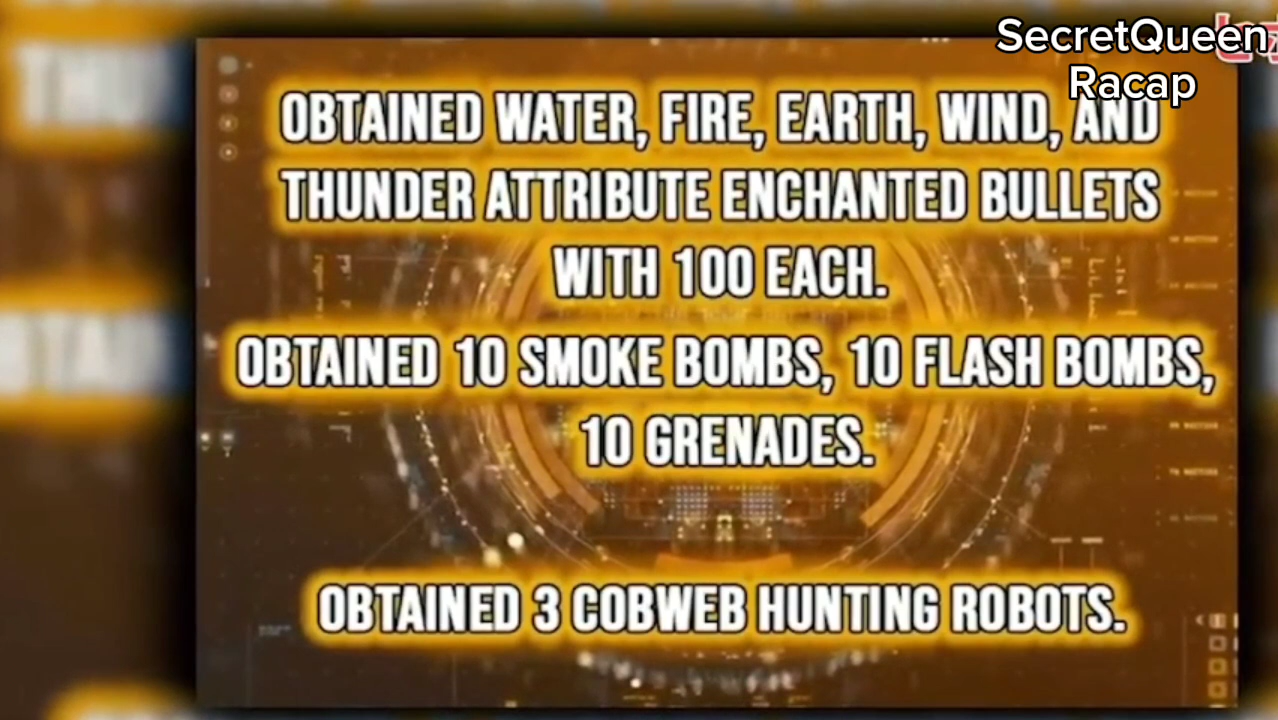 SecretQueen
Racap
OBTAINED WATER, FIRE, EARTH, WIND, AND
THUNDER ATTRIBUTE ENCHANTED BULLETS
WITH 100 EACH.
OBTAINED 10 SMOKE BOMBS, 10 FLASH BOMBS,
10 GRENADES.
OBTAINED 3 COBWEB HUNTING ROBOTS.